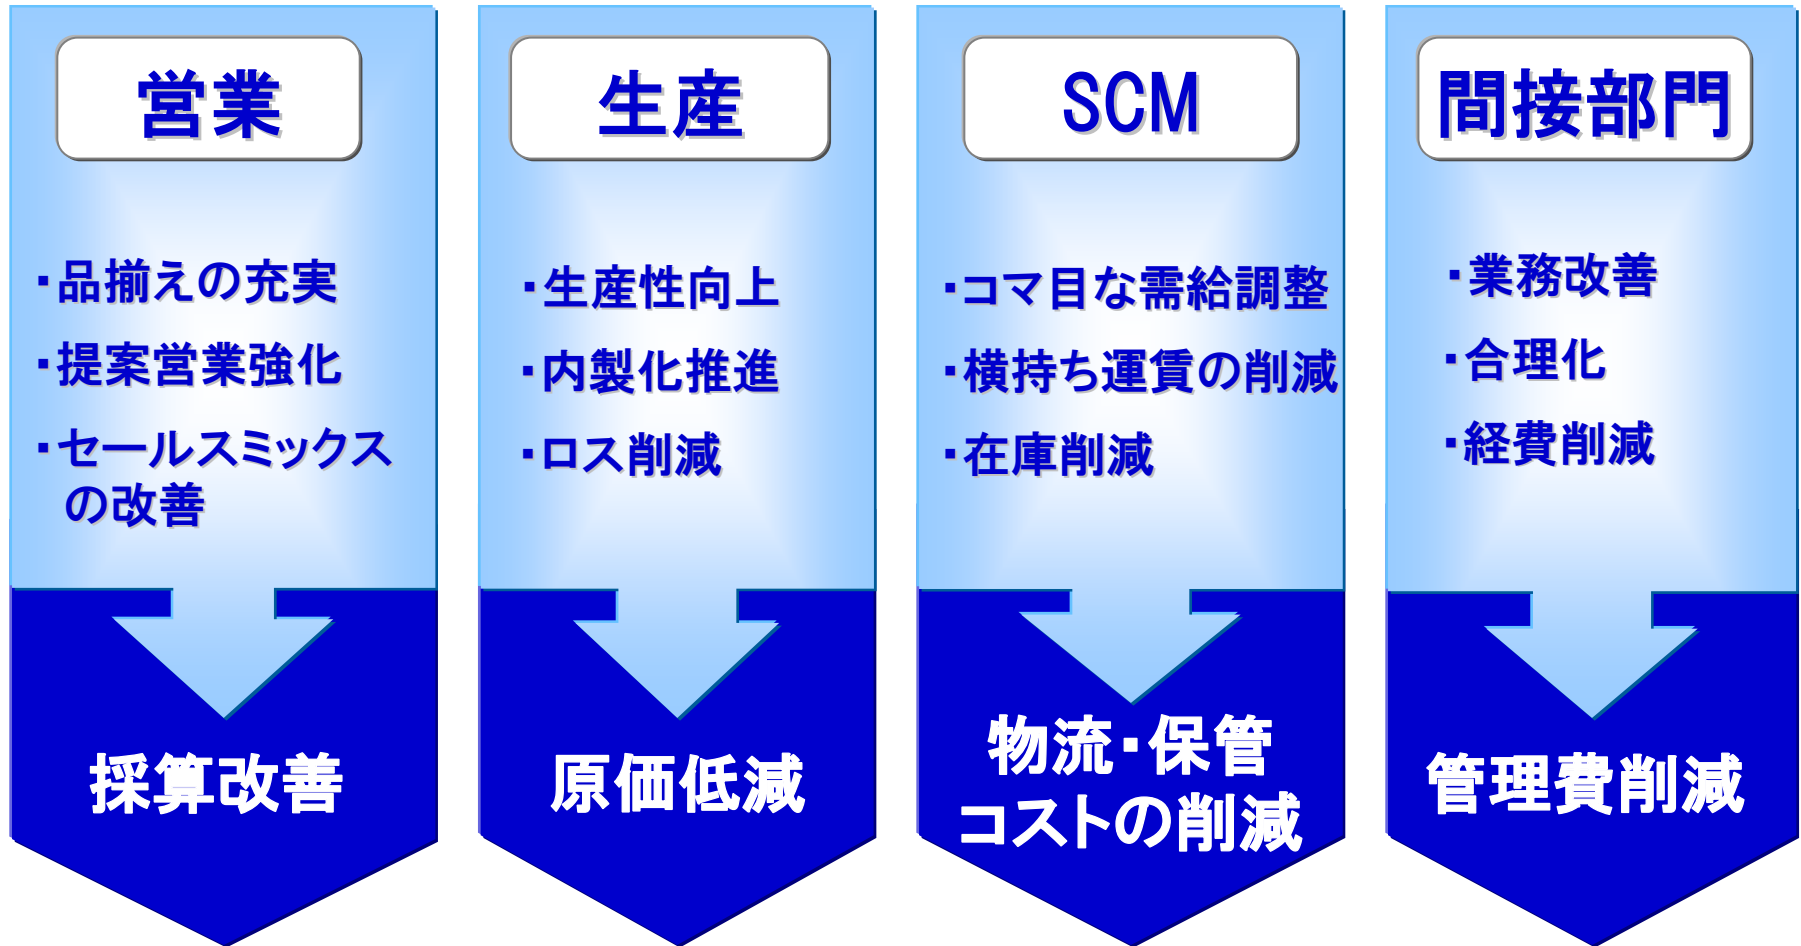 営業
・品揃えの充実
・提案営業強化
・セールスミックス
の改善
採算改善
生産
・生産性向上
・内製化推進
・ロス削減
原価低減
SCM
・コマ目な需給調整
・横持ち運賃の削減
・在庫削減
物流・保管
コストの削減
間接部門
・業務改善
・合理化
・経費削減
管理費削減